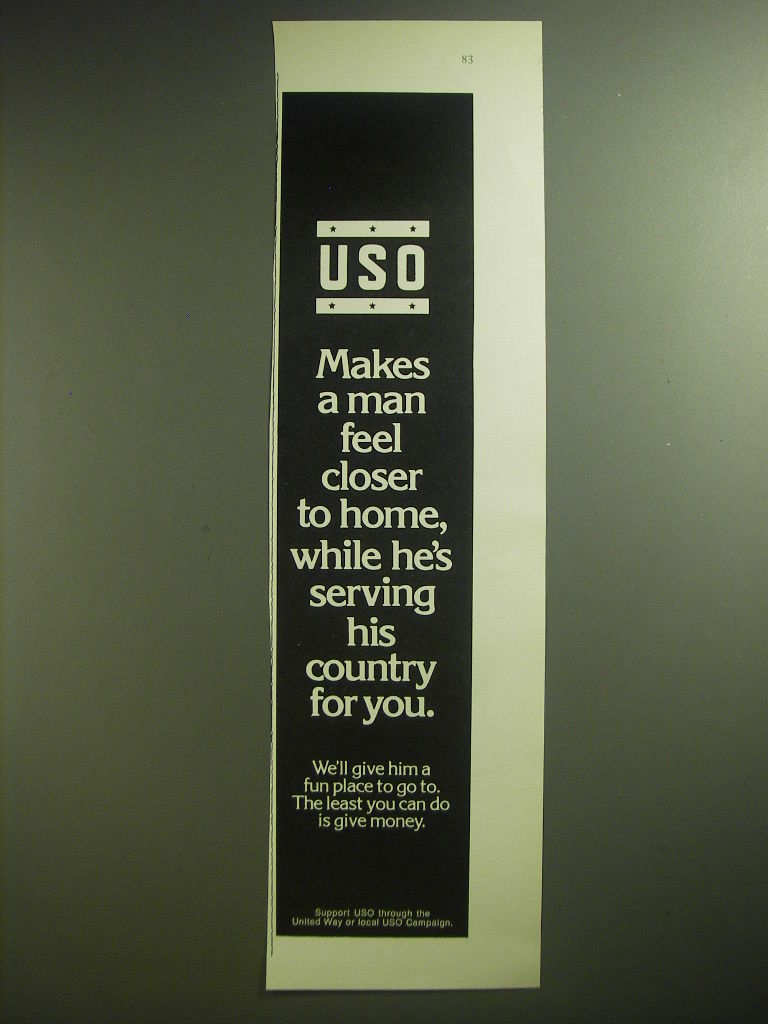 83
USO
Makes
a man
feel
closer
to home,
while he's
serving
his
country
for you.
We'll give him a
fun place to go to.
The least you can do
is give money.
Support USO through the
United Way or local USO Campaign.